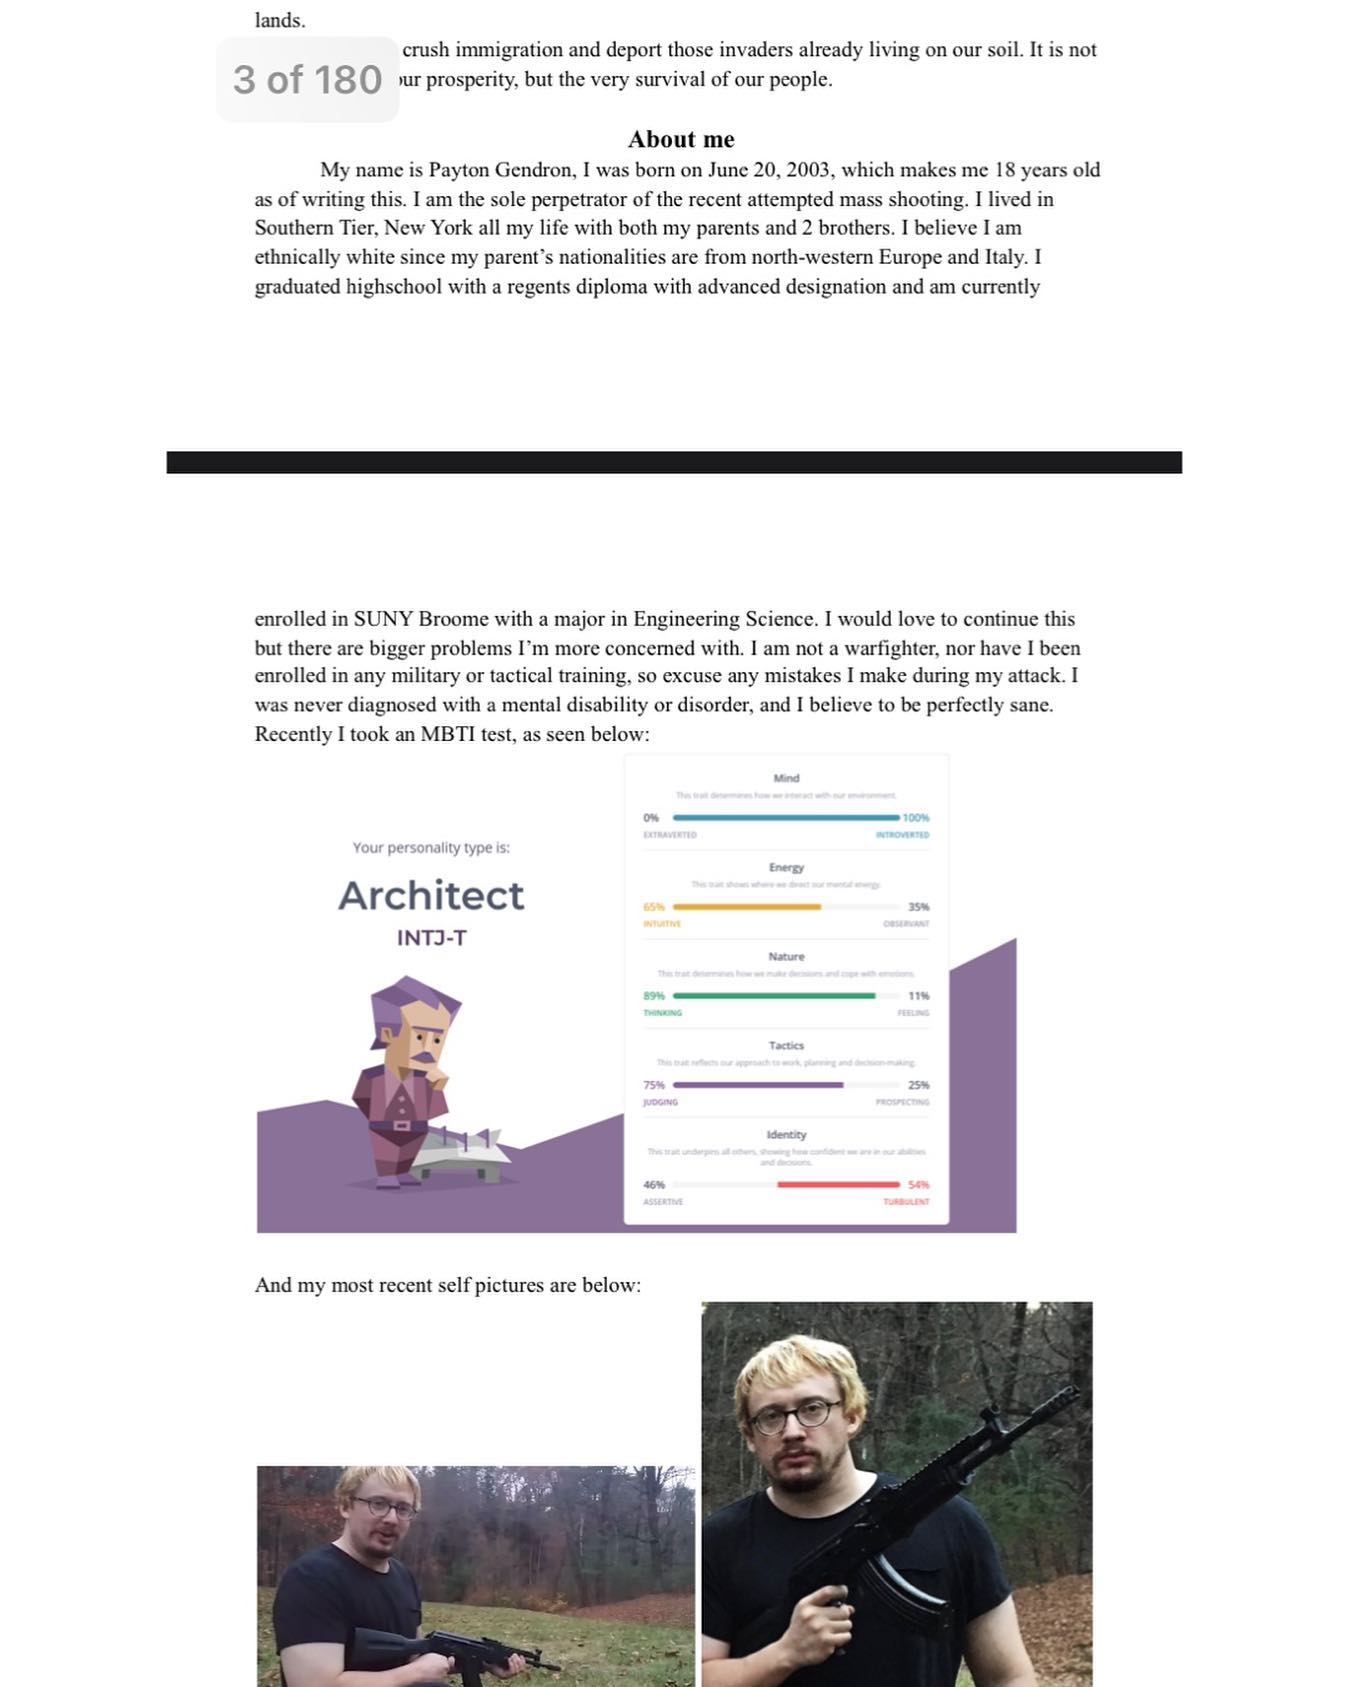 lands.
crush immigration and deport those invaders already living on our soil. It is not
3 of 180
our prosperity, but the very survival of our people.
About me
My name is Payton Gendron, I was born on June 20, 2003, which makes me 18 years old
as of writing this. I am the sole perpetrator of the recent attempted mass shooting. I lived in
Southern Tier, New York all my life with both my parents and 2 brothers. I believe I am
ethnically white since my parent’s nationalities are from north-western Europe and Italy. I
graduated highschool with a regents diploma with advanced designation and am currently
enrolled in SUNY Broome with a major in Engineering Science. I would love to continue this
but there are bigger problems I’m more concerned with. I am not a warfighter, nor have I been
enrolled in any military or tactical training, so excuse any mistakes I make during my attack. I
was never diagnosed with a mental disability or disorder, and I believe to be perfectly sane.
Recently I took an MBTI test, as seen below:
Your personality type is:
Architect
INTJ-T
Mind
This trait determines how we interact with our environment.
0% 100%
EXTRAVERTED INTROVERTED
Energy
This trait shows where we direct our mental energy.
65% 35%
INTUITIVE OBSERVANT
Nature
This trait determines how we make decisions and cope with emotions.
89% 11%
THINKING FEELING
Tactics
This trait reflects our approach to work, planning and decision-making.
75% 25%
JUDGING PROSPECTING
Identity
This trait underpins all others, showing how confident we are in our abilities
and decisions.
46% 54%
ASSERTIVE TURBULENT
And my most recent self pictures are below: